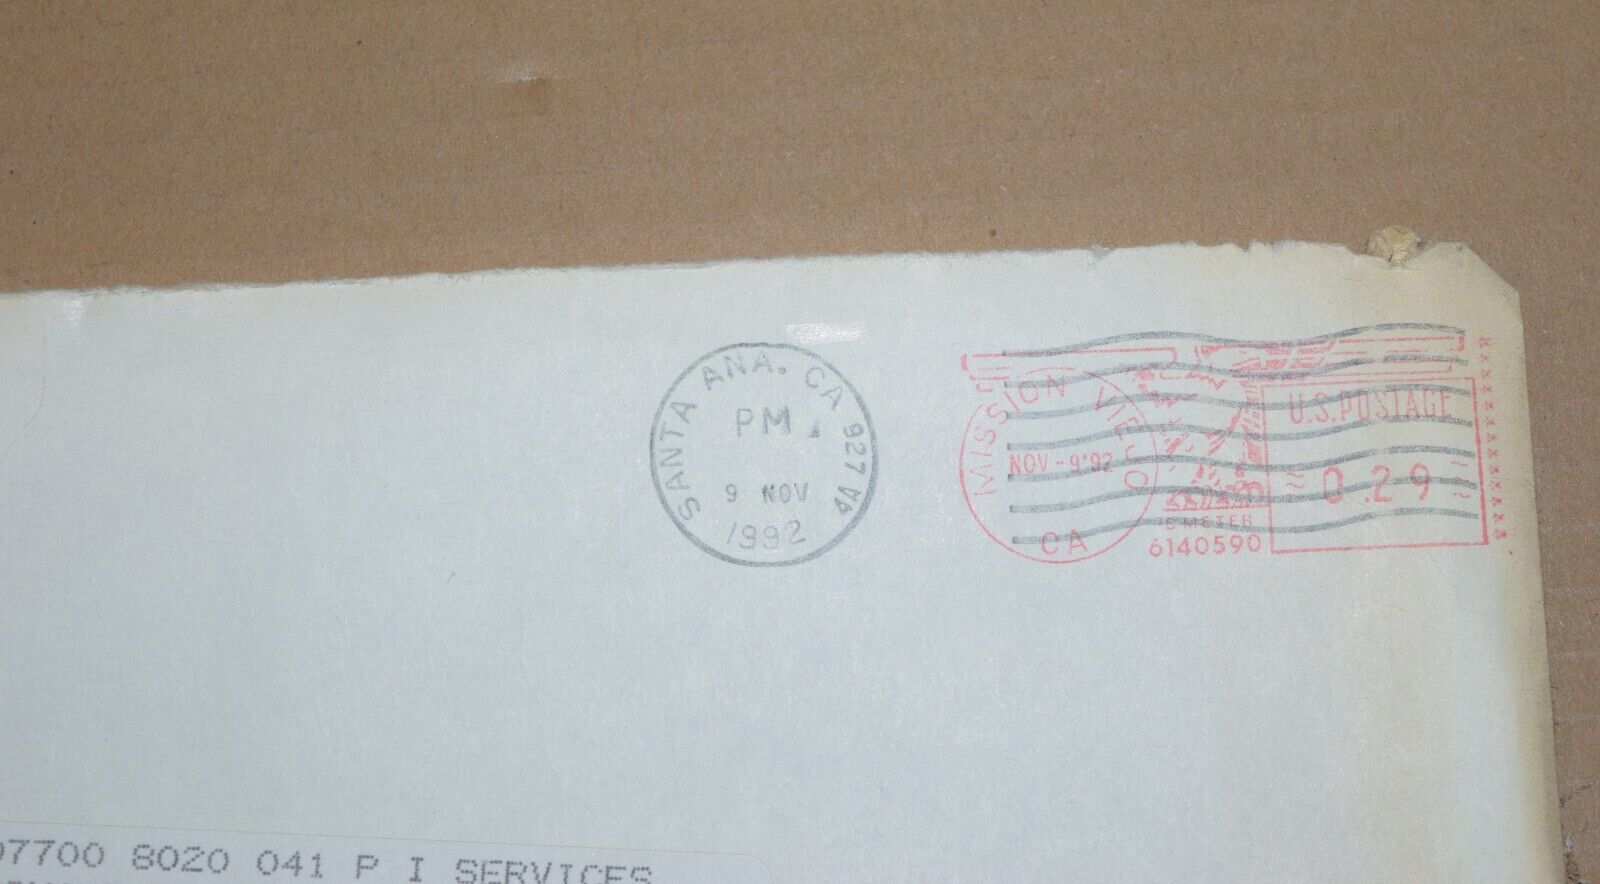 SANTA ANA. CA 927
PM
9 NOV
1992
MISSION VIEJO
NOV -9'92
CA
METER
6140590
U.S. POSTAGE
0.29
07700 8020 041 P I SERVICES